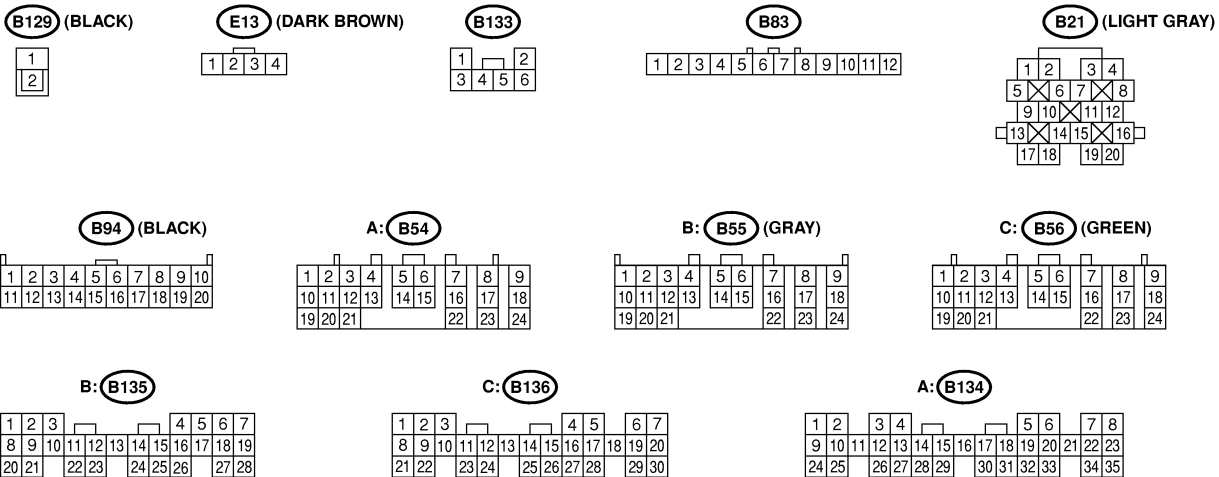 B129 (BLACK) E13 (DARK BROWN) B133 B83 B21 (LIGHT GRAY)
1
2
1 2 3 4
1 2
3 4 5 6
1 2 3 4 5 6 7 8 9 10 11 12
1 2 3 4
5 6 7 8
9 10 11 12
13 14 15 16
17 18 19 20
B94 (BLACK) A: B54 B: B55 (GRAY) C: B56 (GREEN)
1 2 3 4 5 6 7 8 9 10
11 12 13 14 15 16 17 18 19 20
1 2 3 4 5 6 7 8 9
10 11 12 13 14 15 16 17 18
19 20 21 22 23 24
1 2 3 4 5 6 7 8 9
10 11 12 13 14 15 16 17 18
19 20 21 22 23 24
1 2 3 4 5 6 7 8 9
10 11 12 13 14 15 16 17 18
19 20 21 22 23 24
B: B135 C: B136 A: B134
1 2 3 4 5 6 7
8 9 10 11 12 13 14 15 16 17 18 19
20 21 22 23 24 25 26 27 28
1 2 3 4 5 6 7
8 9 10 11 12 13 14 15 16 17 18 19 20
21 22 23 24 25 26 27 28 29 30
1 2 3 4 5 6 7 8
9 10 11 12 13 14 15 16 17 18 19 20 21 22 23
24 25 26 27 28 29 30 31 32 33 34 35